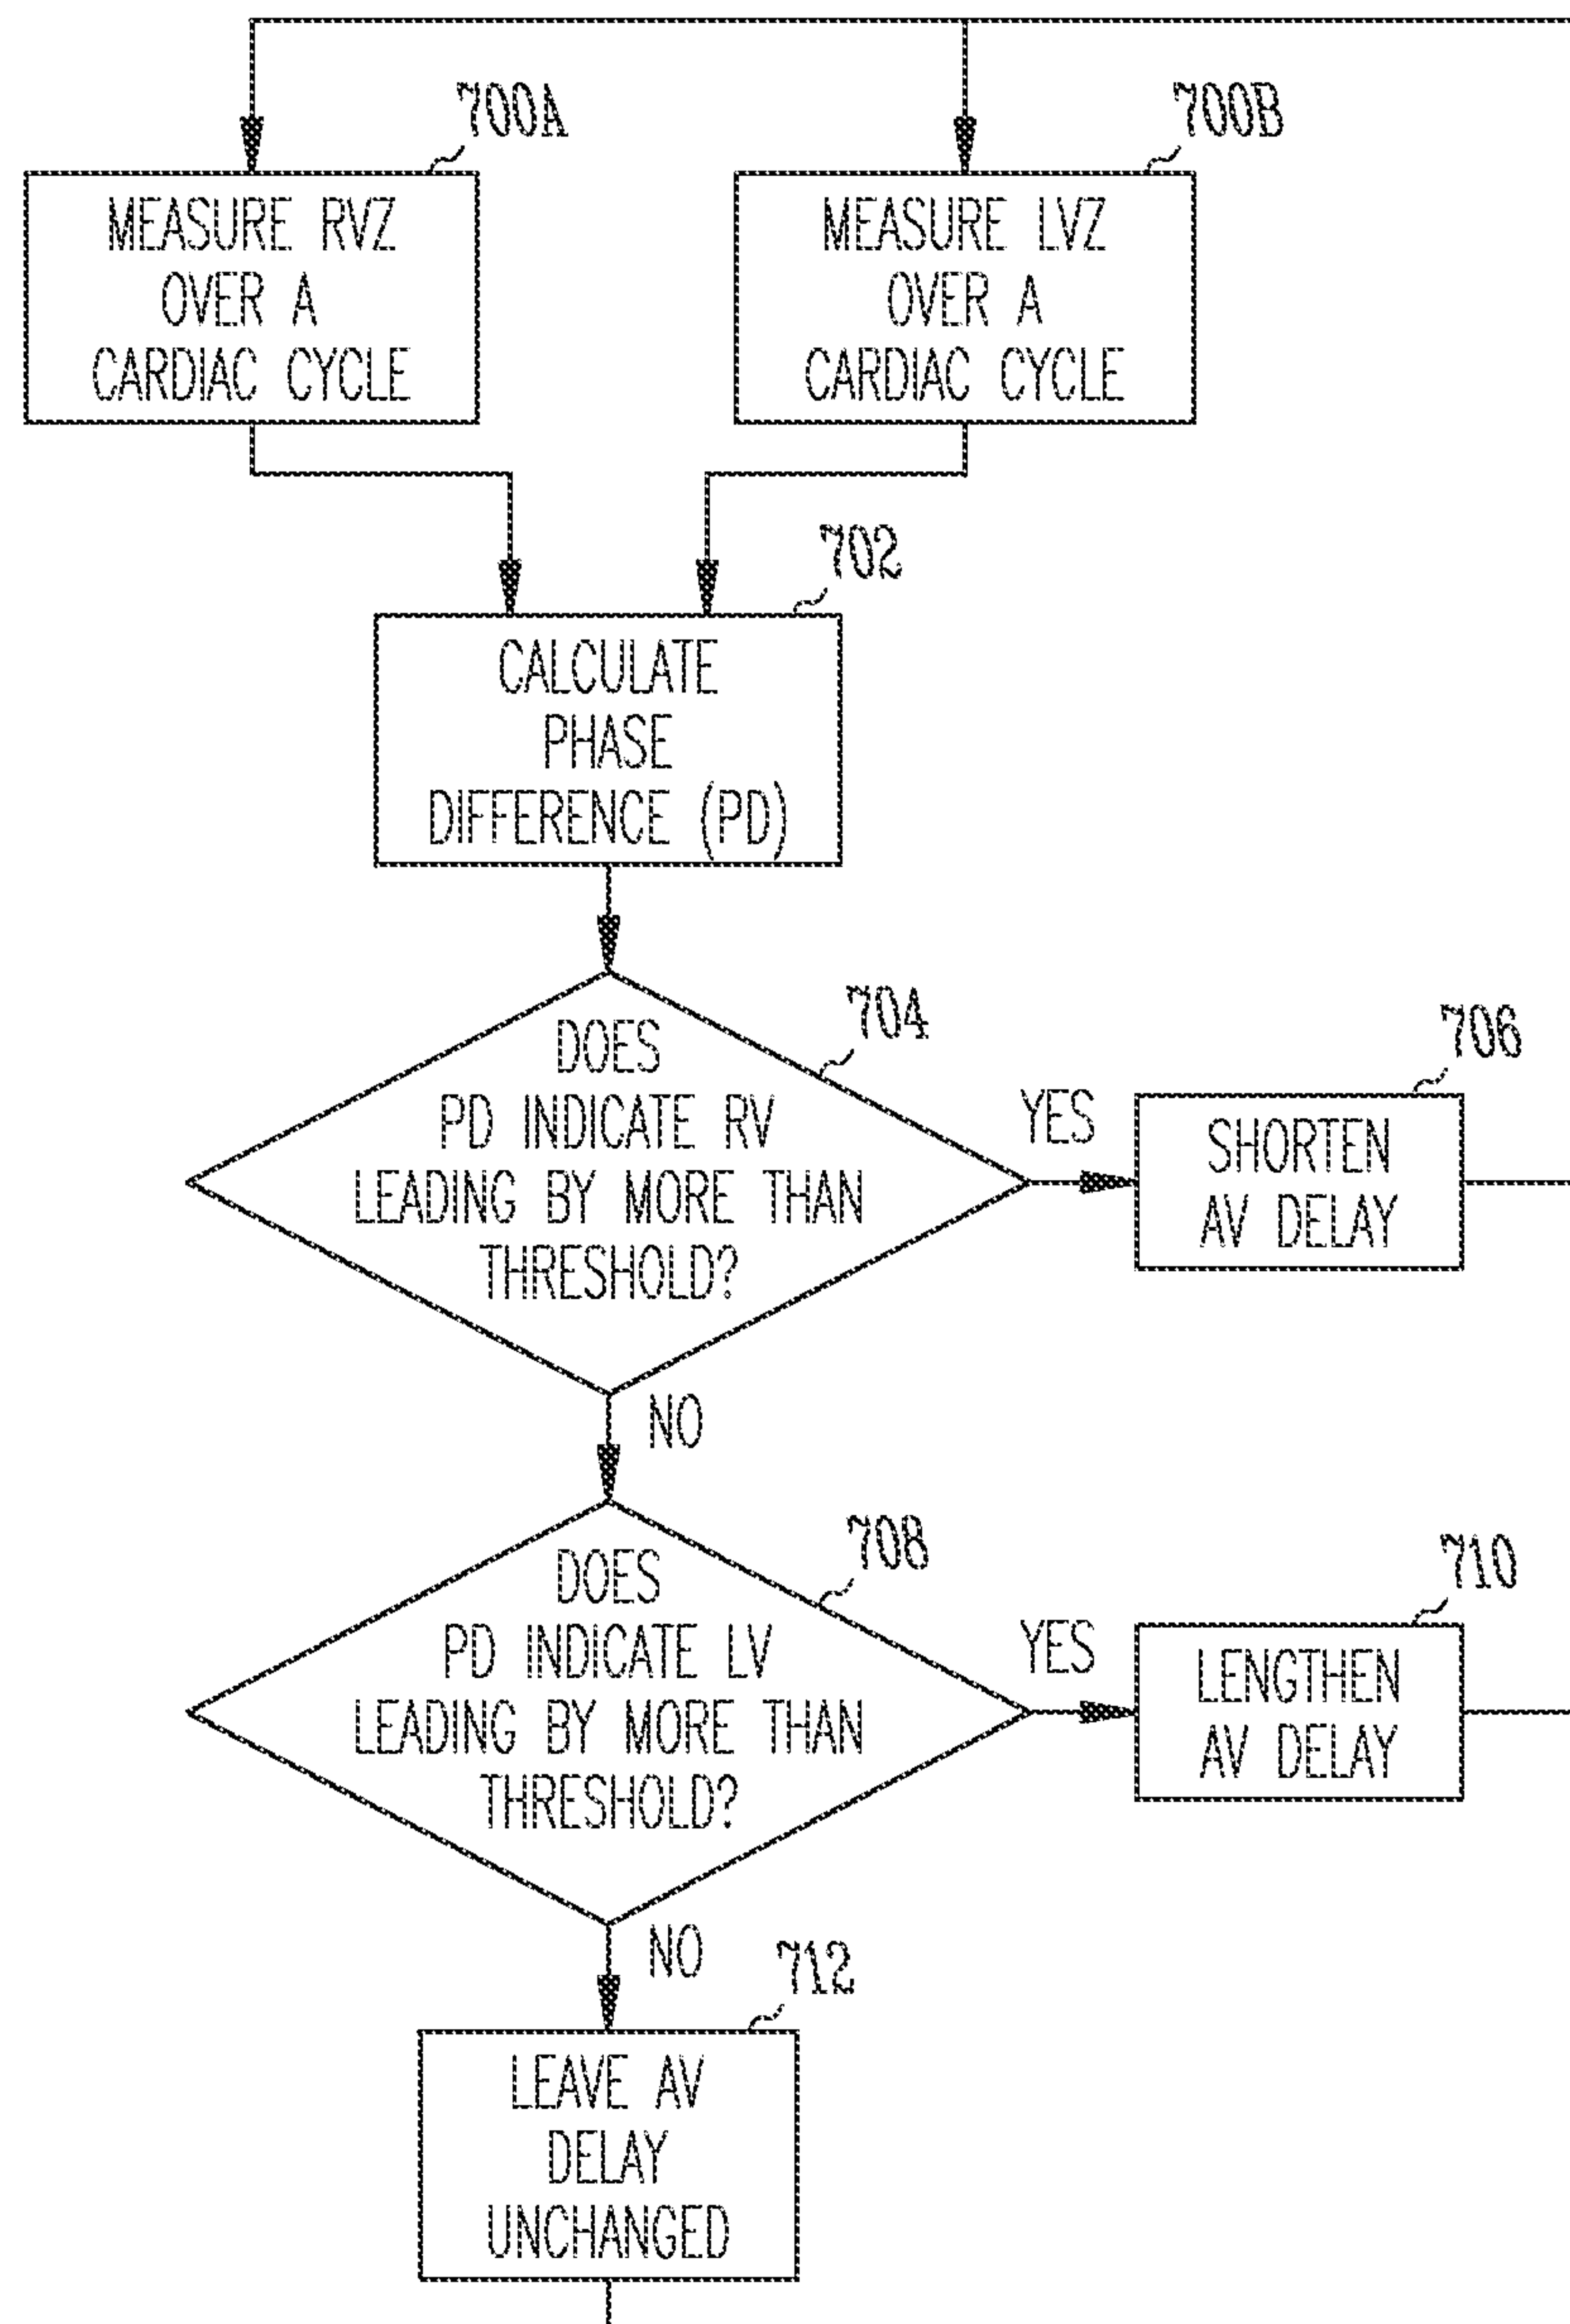 700A
700B
MEASURE RVZ
OVER A
CARDIAC CYCLE
MEASURE LVZ
OVER A
CARDIAC CYCLE
702
CALCULATE
PHASE
DIFFERENCE (PD)
704
DOES
PD INDICATE RV
LEADING BY MORE THAN
THRESHOLD?
YES
706
SHORTEN
AV DELAY
NO
708
DOES
PD INDICATE LV
LEADING BY MORE THAN
THRESHOLD?
YES
710
LENGTHEN
AV DELAY
NO
712
LEAVE AV
DELAY
UNCHANGED